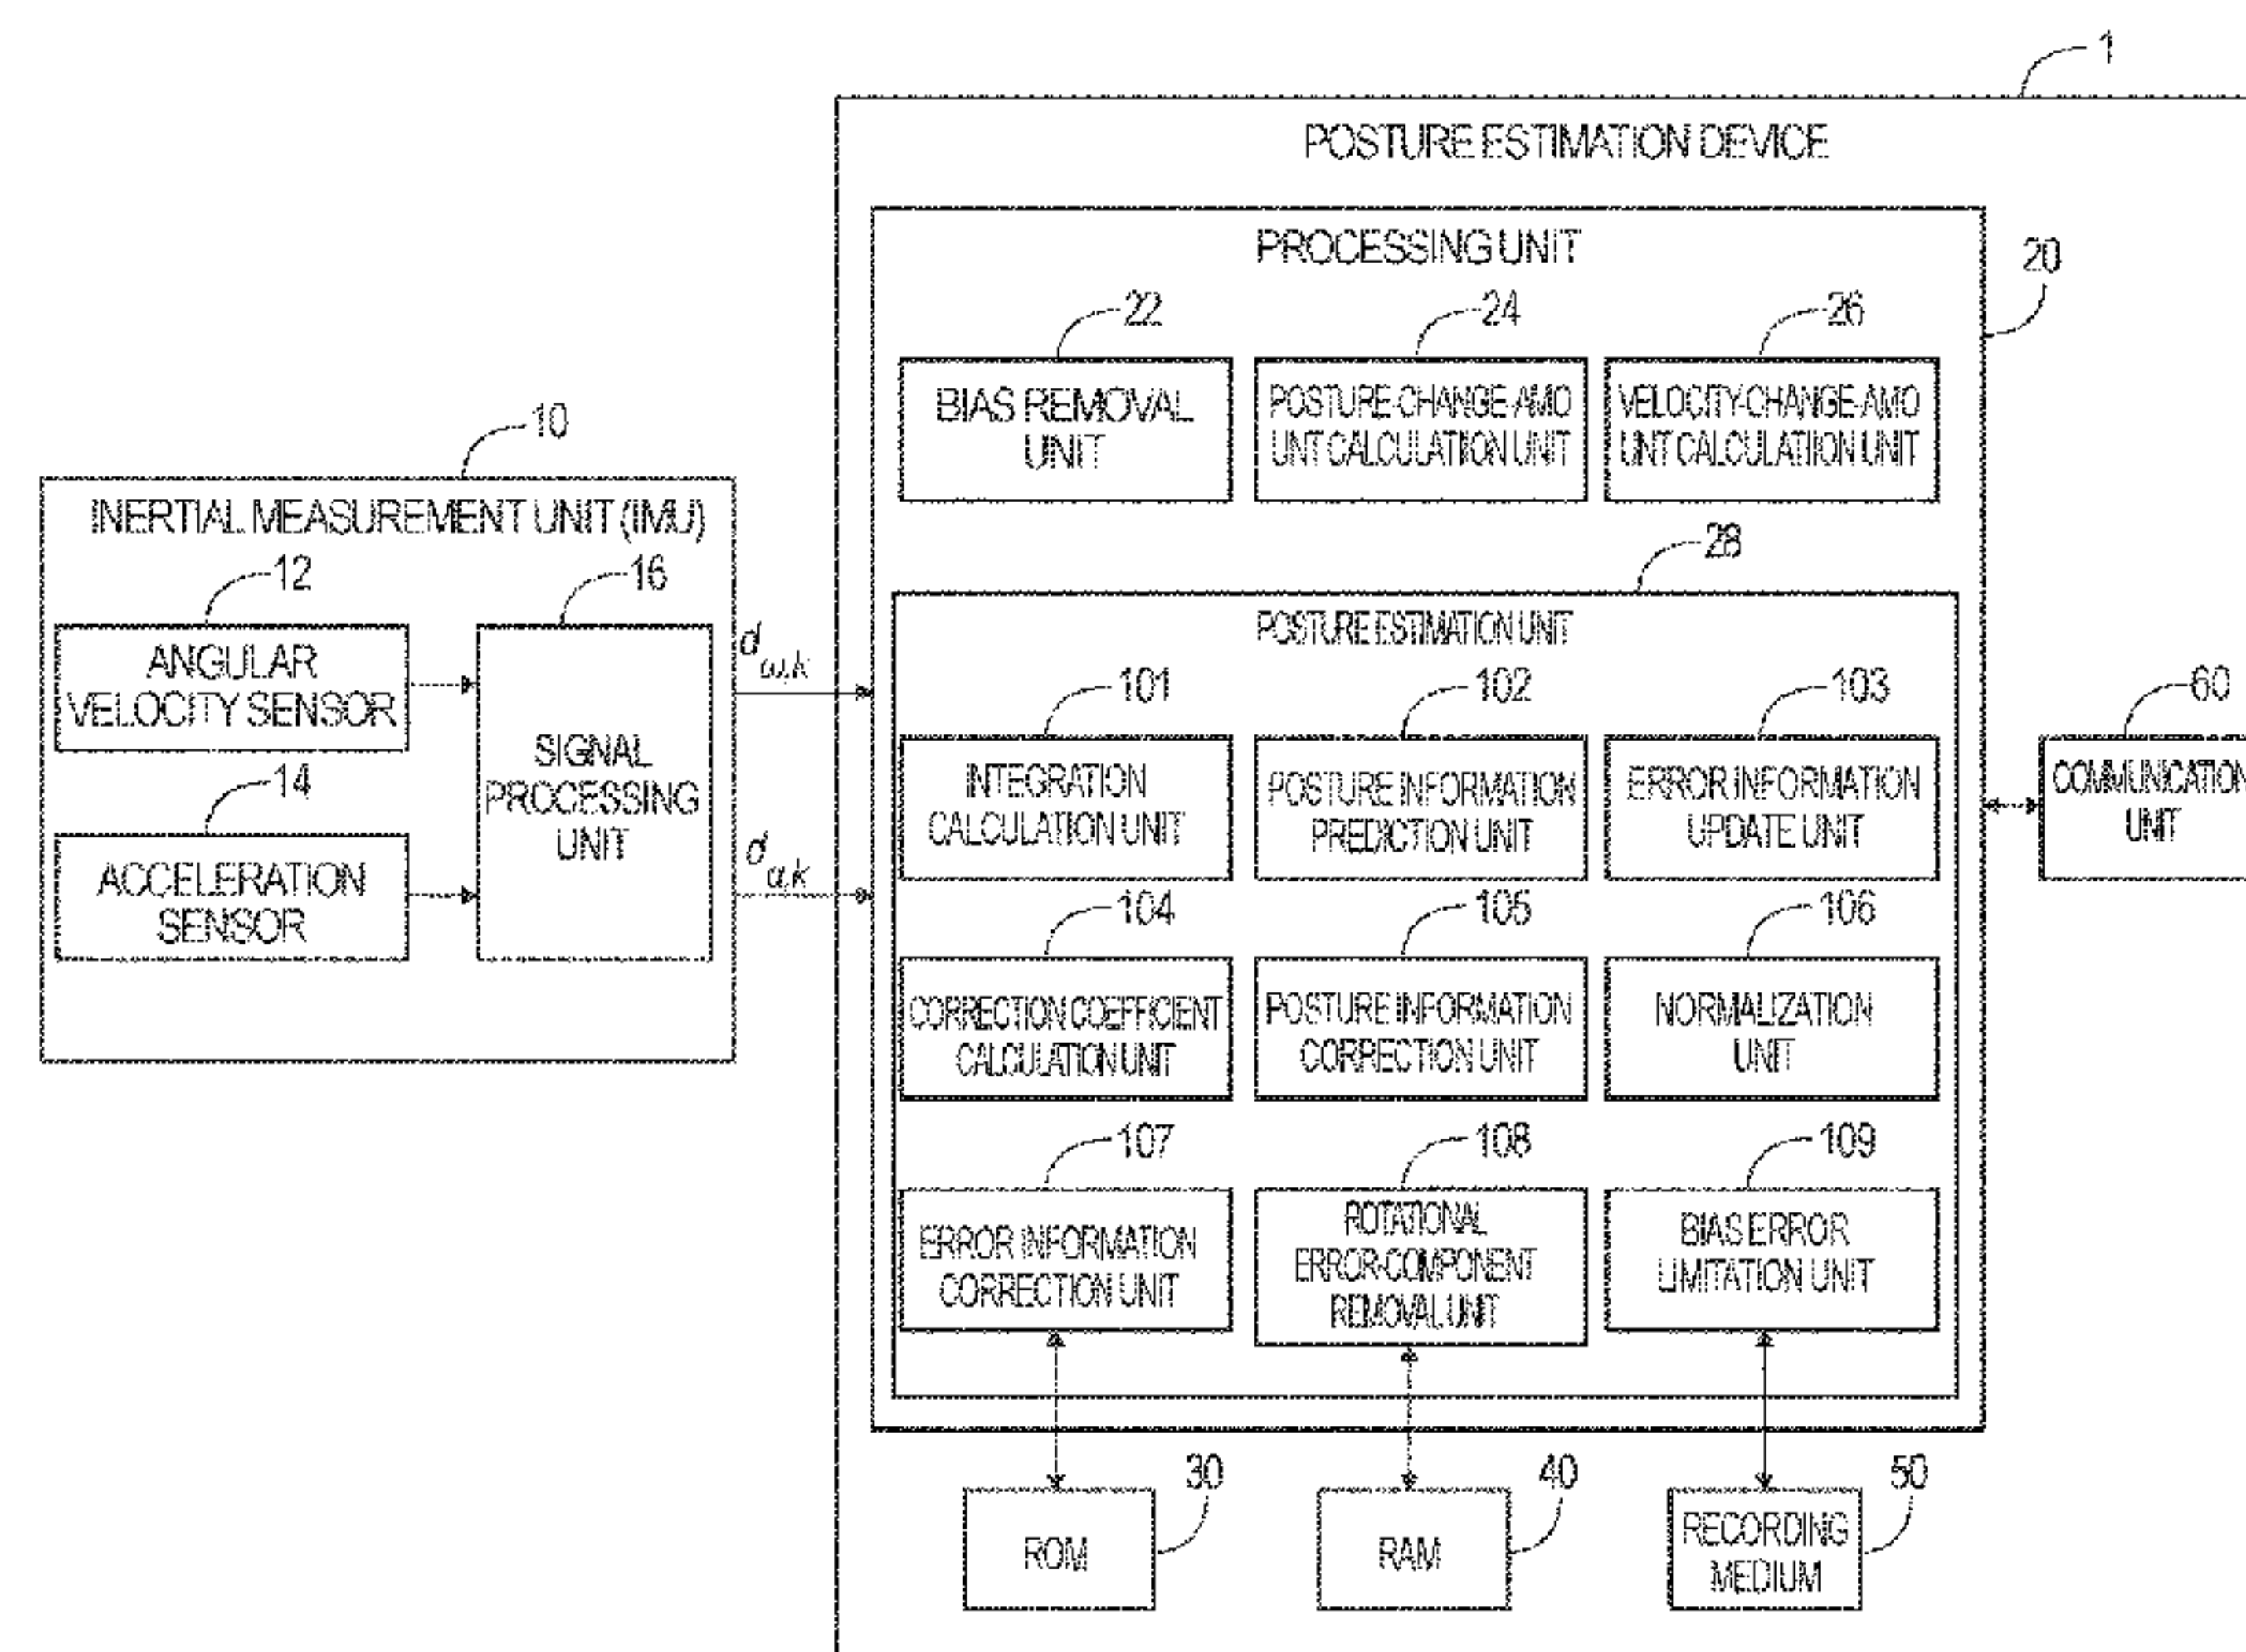 1
POSTURE ESTIMATION DEVICE
PROCESSING UNIT
20
22
24
26
BIAS REMOVAL
UNIT
POSTURE-CHANGE-AMO
UNT CALCULATION UNIT
VELOCITY-CHANGE-AMO
UNT CALCULATION UNIT
10
INERTIAL MEASUREMENT UNIT (IMU)
12
16
ANGULAR
VELOCITY SENSOR
14
ACCELERATION
SENSOR
SIGNAL
PROCESSING
UNIT
dω,k
dα,k
28
POSTURE ESTIMATION UNIT
101
102
103
INTEGRATION
CALCULATION UNIT
POSTURE INFORMATION
PREDICTION UNIT
ERROR INFORMATION
UPDATE UNIT
60
COMMUNICATION
UNIT
104
105
106
CORRECTION COEFFICIENT
CALCULATION UNIT
POSTURE INFORMATION
CORRECTION UNIT
NORMALIZATION
UNIT
107
108
109
ERROR INFORMATION
CORRECTION UNIT
ROTATIONAL
ERROR-COMPONENT
REMOVAL UNIT
BIAS ERROR
LIMITATION UNIT
30
40
50
ROM
RAM
RECORDING
MEDIUM